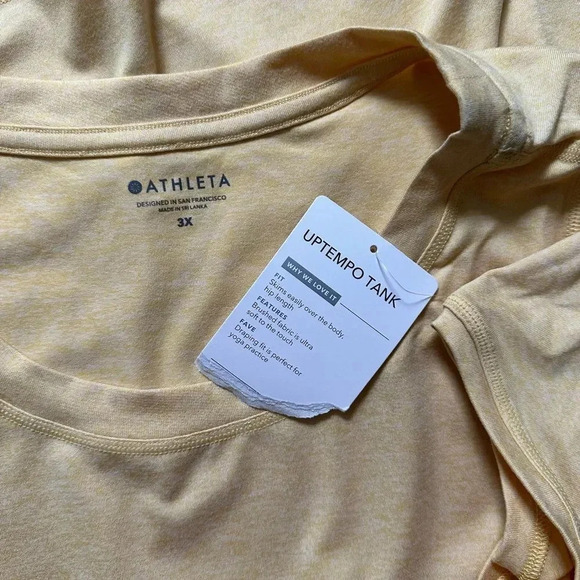 ATHLETA
DESIGNED IN SAN FRANCISCO
MADE IN SRI LANKA
3X
UPTEMPO TANK
WHY WE LOVE IT
FIT
Skims easily over the body,
hip length
FEATURES
Brushed fabric is ultra
soft to the touch
FAVE
Draping fit is perfect for
yoga practice